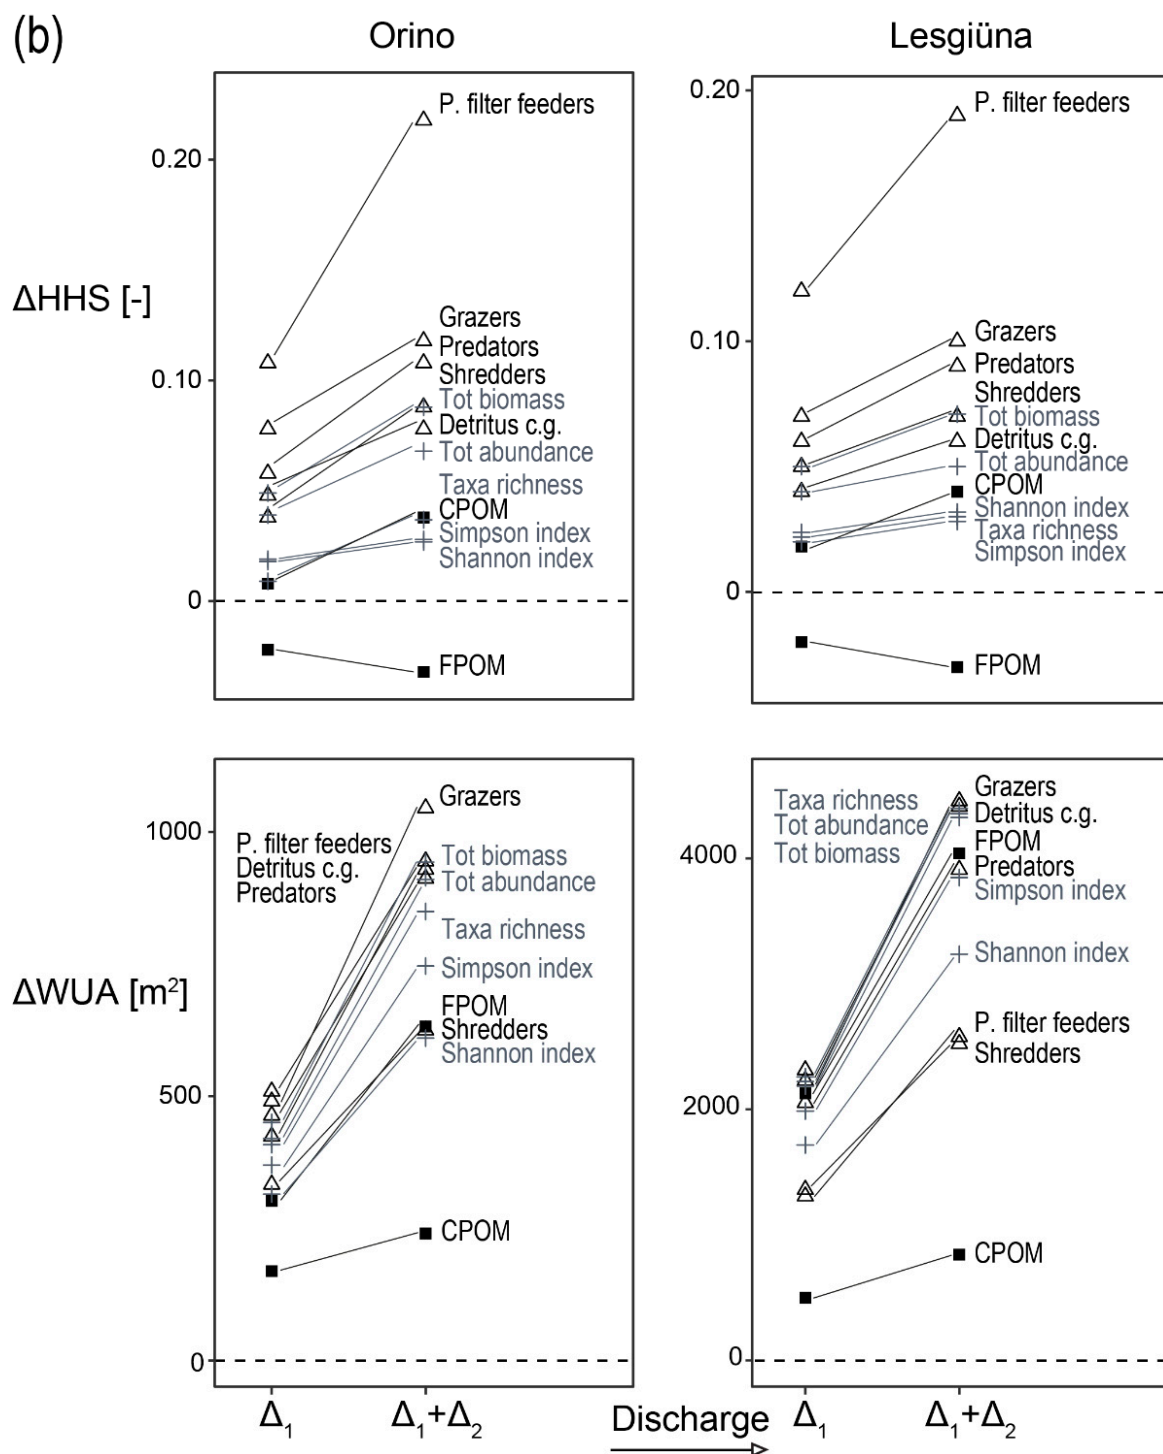 (b)
Orino
Lesgiüna
ΔHHS [-]
0.20
0.10
0
P. filter feeders
Grazers
Predators
Shredders
Tot biomass
Detritus c.g.
Tot abundance
Taxa richness
CPOM
Simpson index
Shannon index
FPOM
0.20
0.10
0
P. filter feeders
Grazers
Predators
Shredders
Tot biomass
Detritus c.g.
Tot abundance
CPOM
Shannon index
Taxa richness
Simpson index
FPOM
ΔWUA [m²]
1000
500
0
P. filter feeders
Detritus c.g.
Predators
Grazers
Tot biomass
Tot abundance
Taxa richness
Simpson index
FPOM
Shredders
Shannon index
CPOM
4000
2000
0
Taxa richness
Tot abundance
Tot biomass
Grazers
Detritus c.g.
FPOM
Predators
Simpson index
Shannon index
P. filter feeders
Shredders
CPOM
Δ₁
Δ₁+Δ₂
Discharge
Δ₁
Δ₁+Δ₂